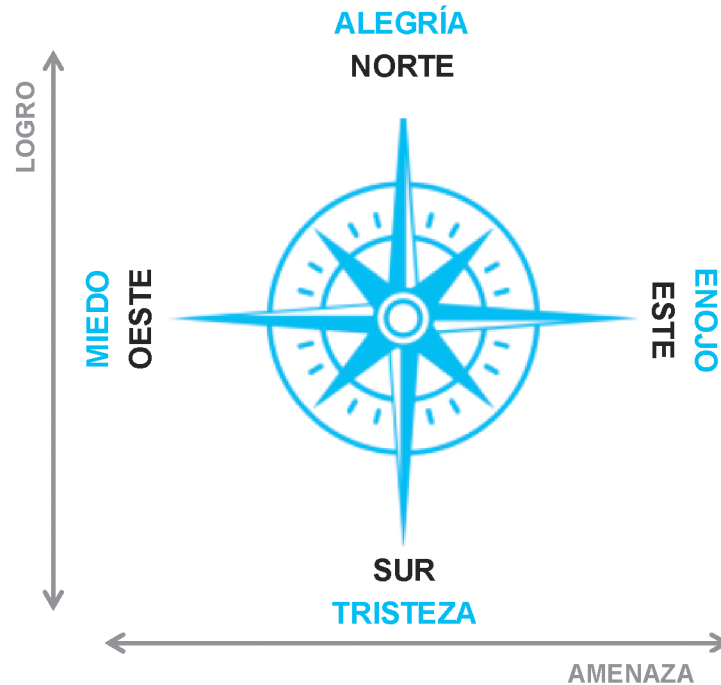 ALEGRÍA
NORTE
LOGRO
MIEDO
OESTE
ESTE
ENOJO
SUR
TRISTEZA
AMENAZA